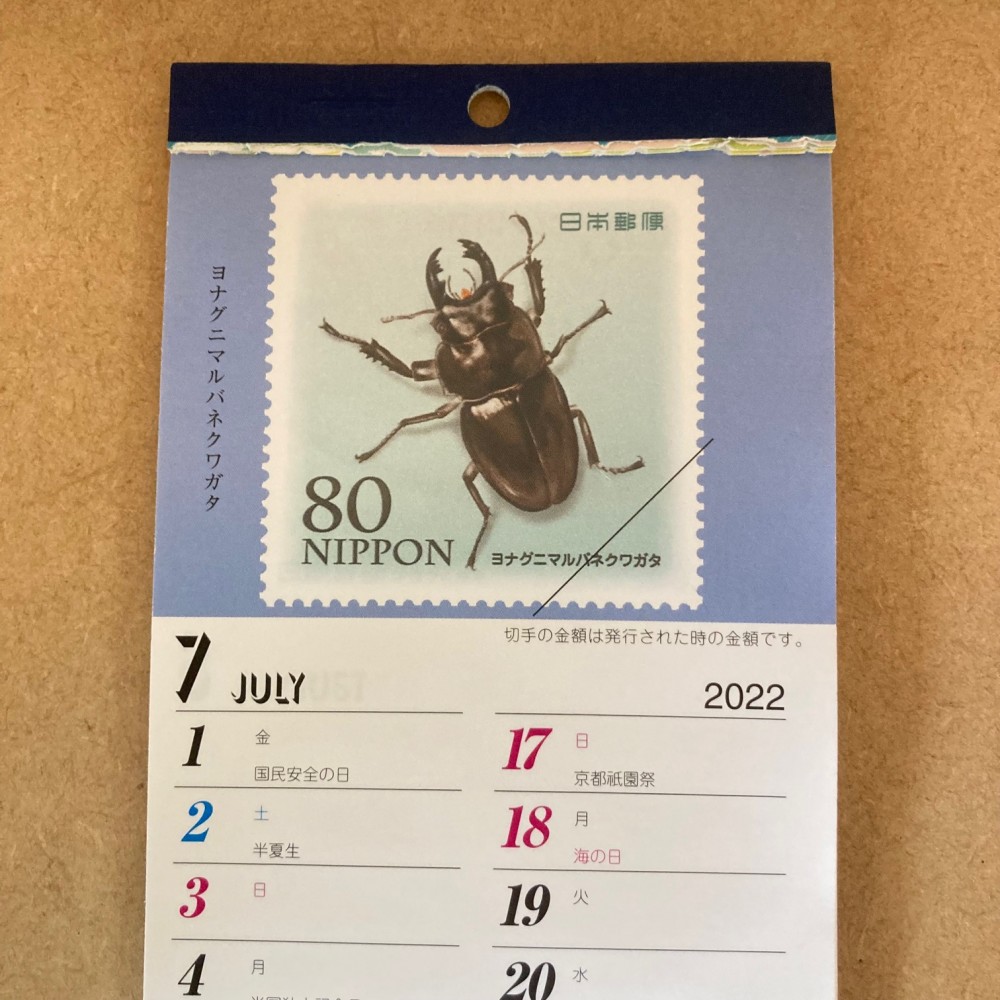 ヨナグニマルバネクワガタ
日本郵便
80
NIPPON
ヨナグニマルバネクワガタ
切手の金額は発行された時の金額です。
7 JULY
2022
1 金
国民安全の日
2 土
半夏生
3 日
4 月
17 日
京都祇園祭
18 月
海の日
19 火
20 水